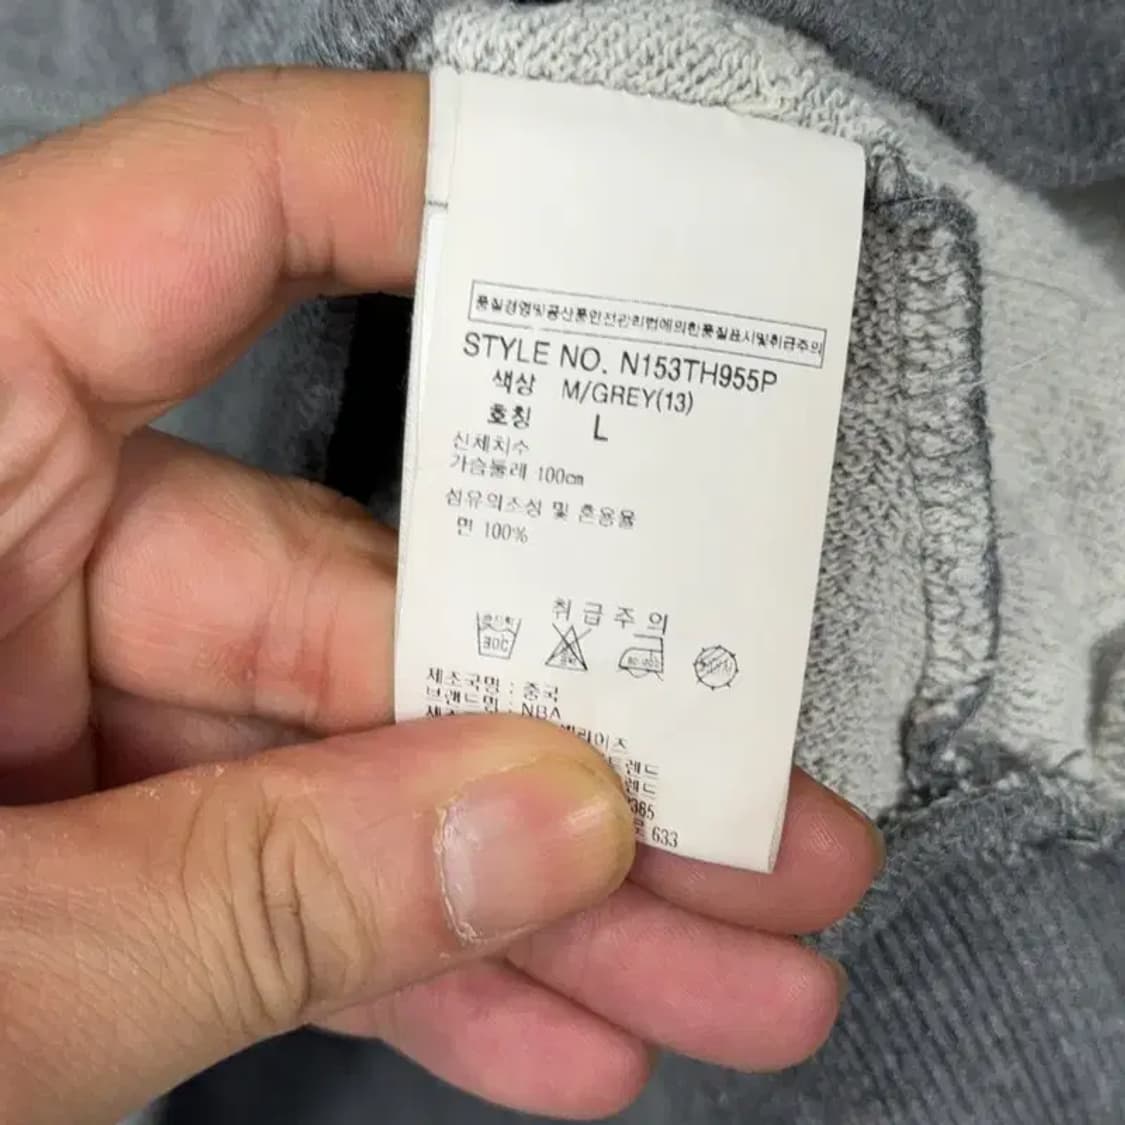 품질경영및공산품안전관리법에의한품질표시및취급주의
STYLE NO. N153TH955P
색상 M/GREY(13)
호칭 L
신체치수
가슴둘레 100cm
섬유의조성 및 혼용율
면 100%
취급주의
30C
제조국명 : 중국
브랜드명 : NBA
633